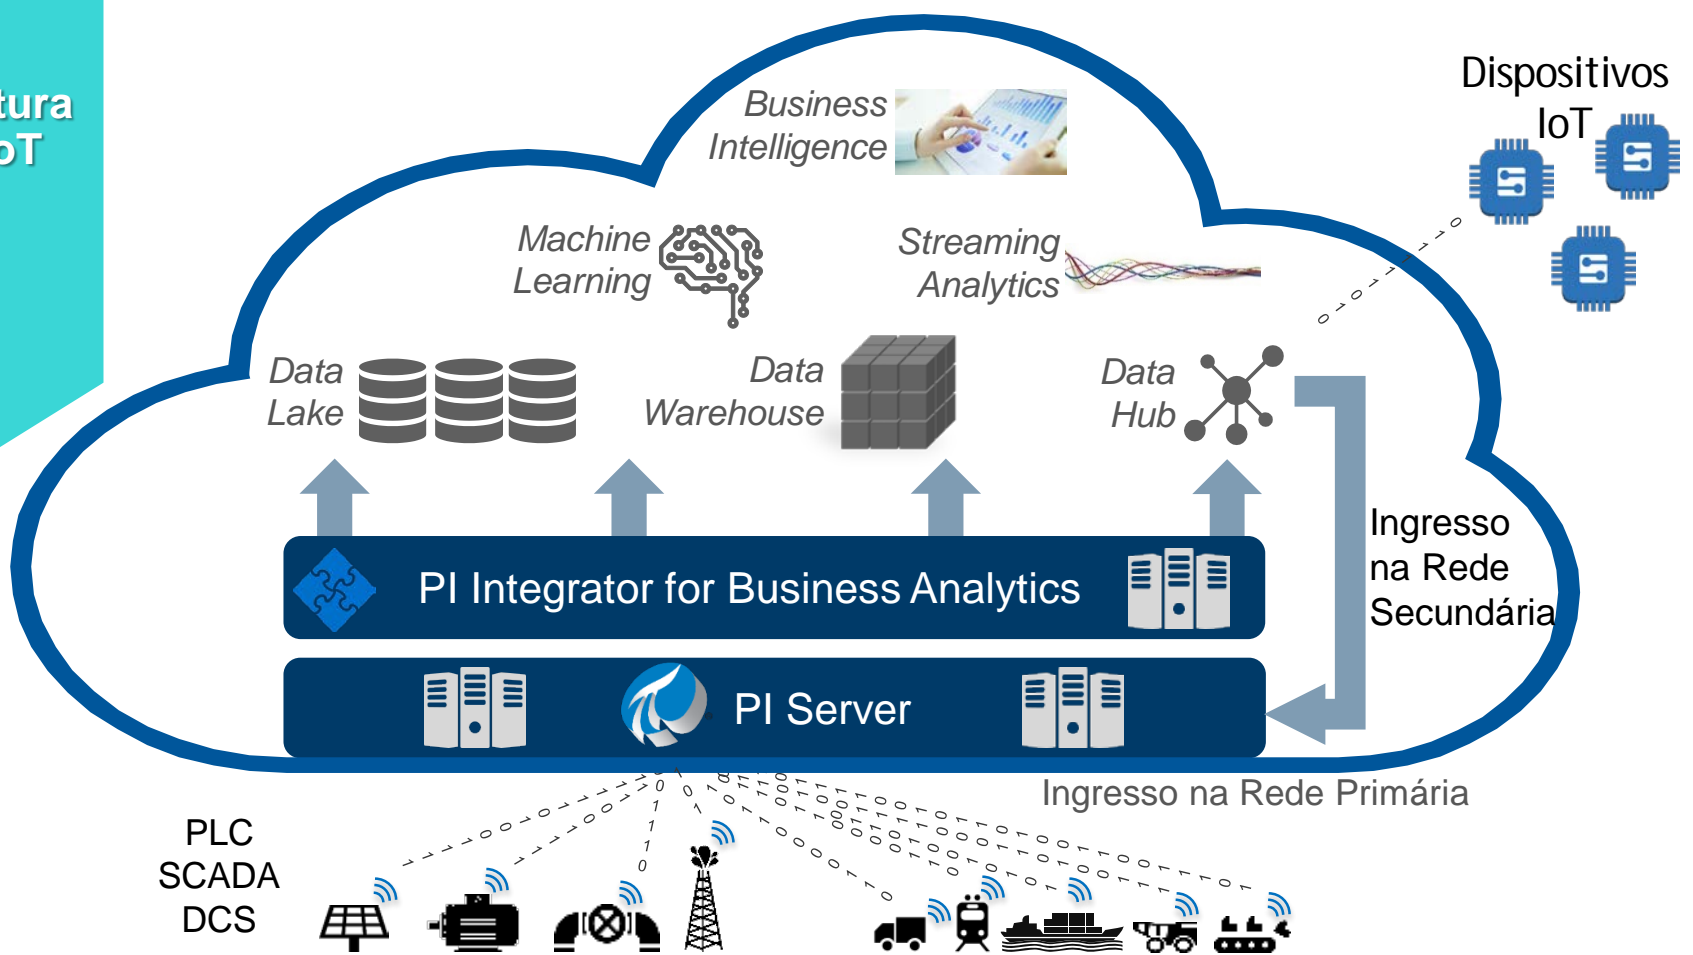 tura
oT
Business
Intelligence
Dispositivos
IoT
Machine
Learning
Streaming
Analytics
Data
Lake
Data
Warehouse
Data
Hub
Ingresso
na Rede
Secundária
PI Integrator for Business Analytics
PI Server
Ingresso na Rede Primária
PLC
SCADA
DCS